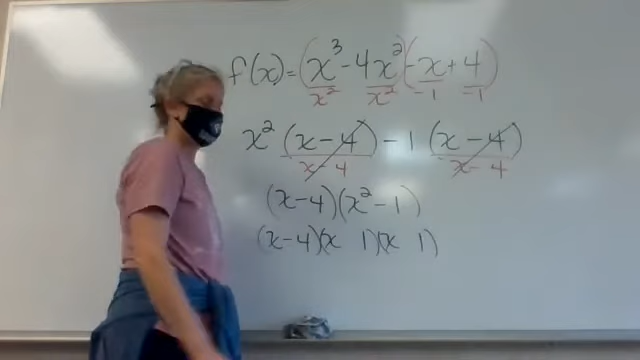 f(x) = (x³ - 4x²)(-x + 4)
x² x² -1 -1
x² (x - 4) - 1 (x - 4)
x - 4 x - 4
(x - 4)(x² - 1)
(x - 4)(x 1)(x 1)